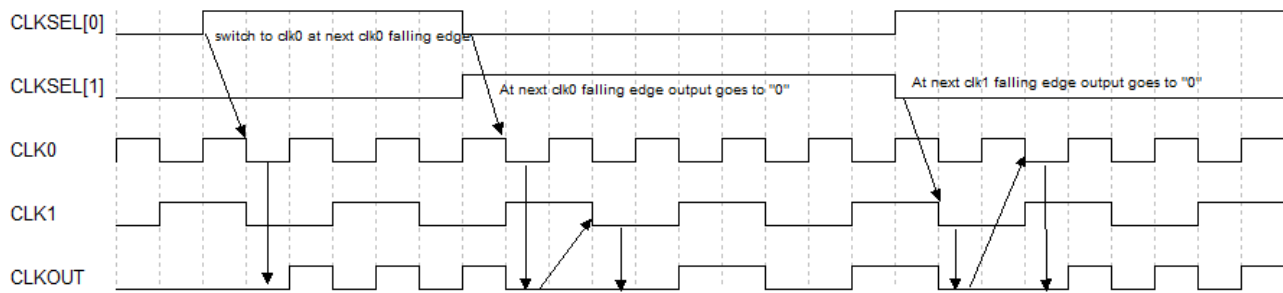 CLKSEL[0]
switch to clk0 at next clk0 falling edge
CLKSEL[1]
At next clk0 falling edge output goes to "0"
At next clk1 falling edge output goes to "0"
CLK0
CLK1
CLKOUT